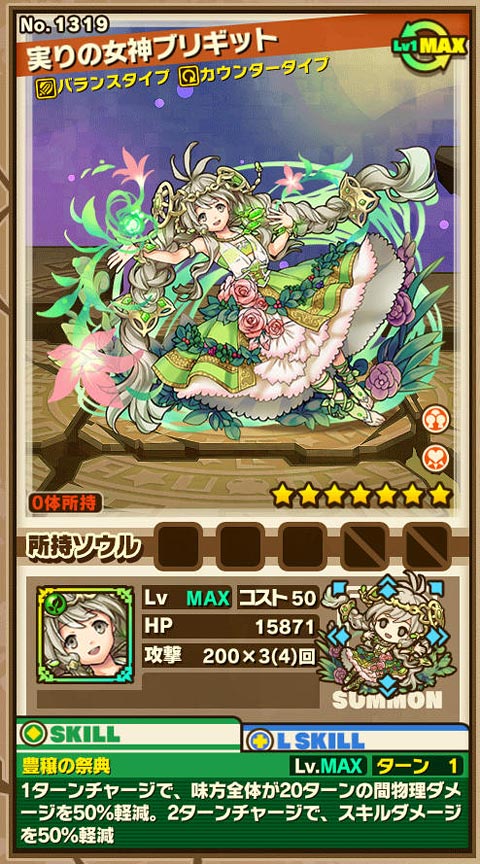 No. 1319
実りの女神ブリギット
バランスタイプ カウンタータイプ
Lv1 MAX
0体所持
所持ソウル
Lv MAX コスト 50
HP 15871
攻撃 200×3(4)回
SUMMON
SKILL L SKILL
豊穣の祭典 Lv.MAX ターン 1
1ターンチャージで、味方全体が20ターンの間物理ダメ
ージを50%軽減。2ターンチャージで、スキルダメージ
を50%軽減